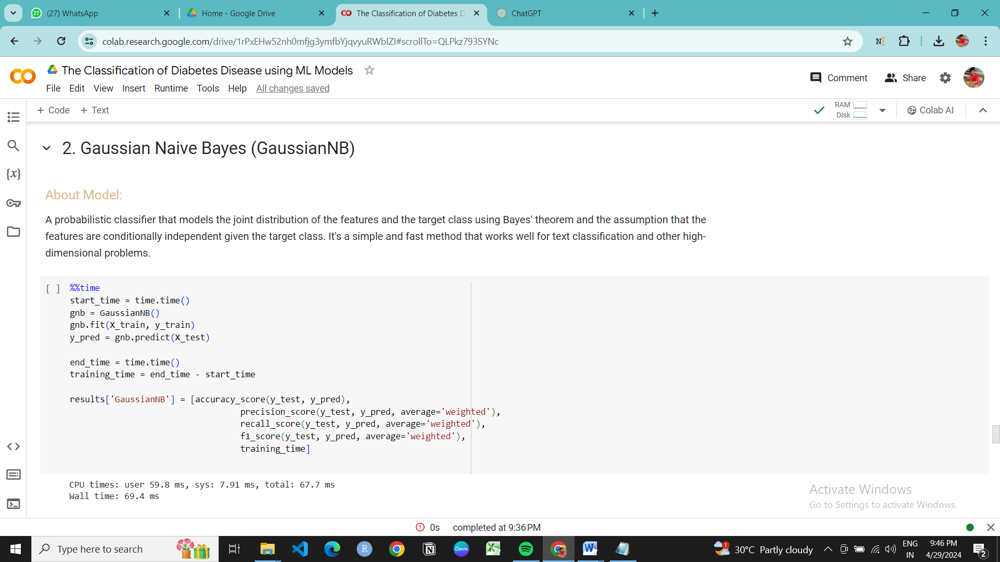 27
(27) WhatsApp
Home - Google Drive
The Classification of Diabetes D
ChatGPT
colab.research.google.com/drive/1rPxEHw52nh0mfjg3ymfbYjqvyuRWbIZI#scrollTo=QLPkz793SYNc
The Classification of Diabetes Disease using ML Models
Comment
Share
File Edit View Insert Runtime Tools Help All changes saved
+ Code + Text
RAM
Disk
Colab AI
2. Gaussian Naive Bayes (GaussianNB)
{x}
About Model:
A probabilistic classifier that models the joint distribution of the features and the target class using Bayes' theorem and the assumption that the
features are conditionally independent given the target class. It's a simple and fast method that works well for text classification and other high-
dimensional problems.
[ ] %%time
start_time = time.time()
gnb = GaussianNB()
gnb.fit(X_train, y_train)
y_pred = gnb.predict(X_test)
end_time = time.time()
training_time = end_time - start_time
results['GaussianNB'] = [accuracy_score(y_test, y_pred),
precision_score(y_test, y_pred, average='weighted'),
recall_score(y_test, y_pred, average='weighted'),
f1_score(y_test, y_pred, average='weighted'),
training_time]
CPU times: user 59.8 ms, sys: 7.91 ms, total: 67.7 ms
Wall time: 69.4 ms
Activate Windows
Go to Settings to activate Windows.
0s completed at 9:36 PM
Type here to search
R
Canva
1
30°C Partly cloudy
ENG
IN
9:46 PM
4/29/2024
2